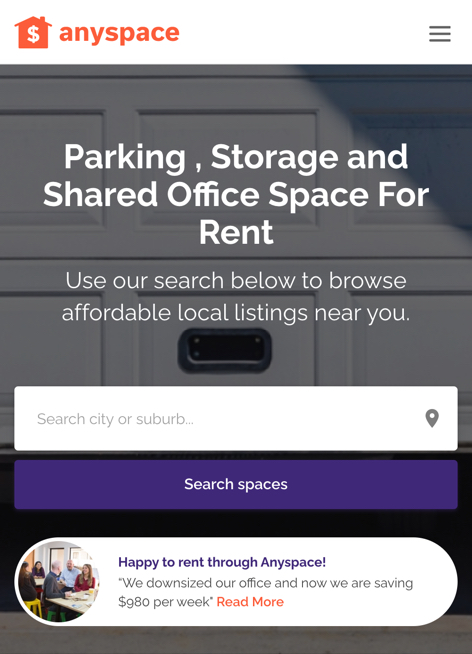 $ anyspace
Parking , Storage and
Shared Office Space For
Rent
Use our search below to browse
affordable local listings near you.
Search city or suburb...
Search spaces
Happy to rent through Anyspace!
“We downsized our office and now we are saving
$980 per week" Read More